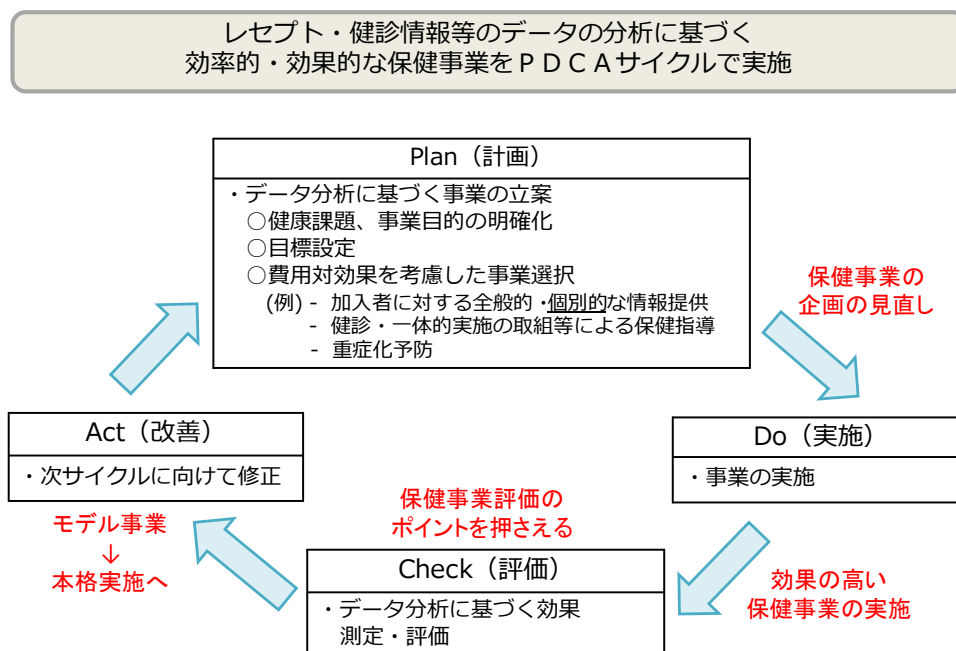 レセプト・健診情報等のデータの分析に基づく
効率的・効果的な保健事業をＰＤＣＡサイクルで実施
Plan（計画）
・データ分析に基づく事業の立案
○健康課題、事業目的の明確化
○目標設定
○費用対効果を考慮した事業選択
(例) - 加入者に対する全般的・個別的な情報提供
- 健診・一体的実施の取組等による保健指導
- 重症化予防
保健事業の
企画の見直し
Do（実施）
・事業の実施
効果の高い
保健事業の実施
保健事業評価の
ポイントを押さえる
Check（評価）
・データ分析に基づく効果
測定・評価
Act（改善）
・次サイクルに向けて修正
モデル事業
↓
本格実施へ